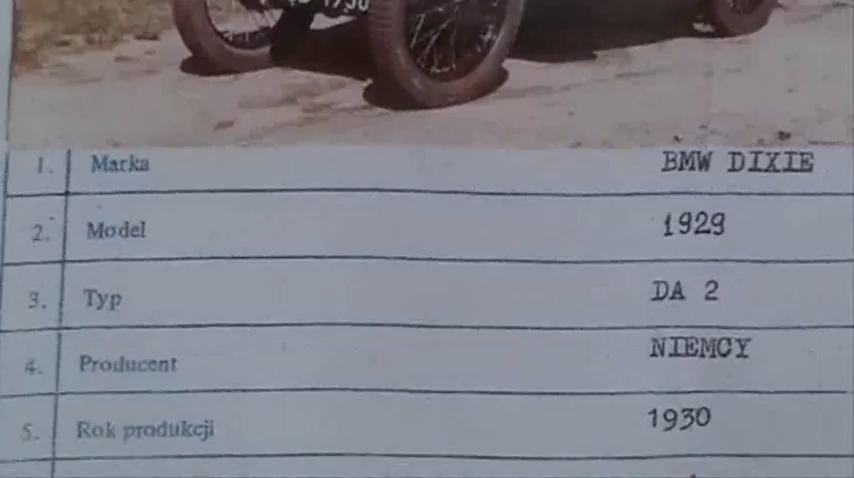 1. Marka BMW DIXIE
2. Model 1929
3. Typ DA 2
4. Producent NIEMCY
5. Rok produkcji 1930